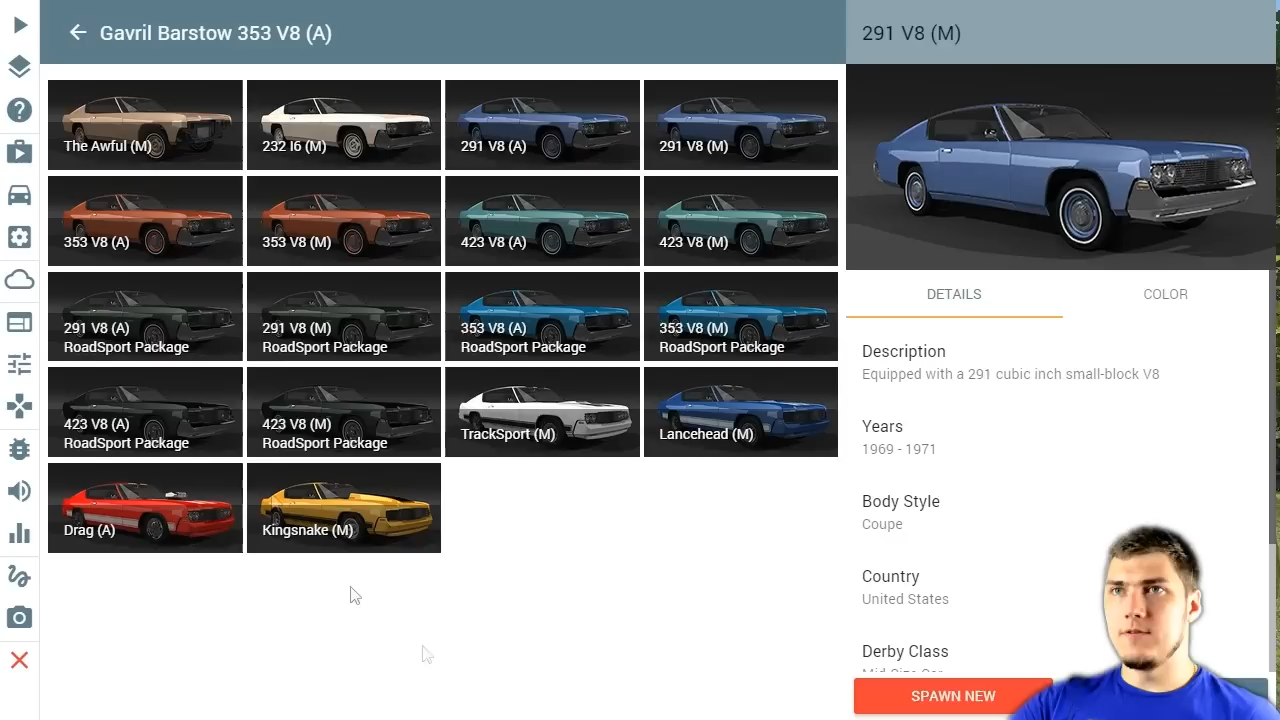 Gavril Barstow 353 V8 (A)
291 V8 (M)
The Awful (M)
232 I6 (M)
291 V8 (A)
291 V8 (M)
353 V8 (A)
353 V8 (M)
423 V8 (A)
423 V8 (M)
291 V8 (A)
RoadSport Package
291 V8 (M)
RoadSport Package
353 V8 (A)
RoadSport Package
353 V8 (M)
RoadSport Package
423 V8 (A)
RoadSport Package
423 V8 (M)
RoadSport Package
TrackSport (M)
Lancehead (M)
Drag (A)
Kingsnake (M)
DETAILS
COLOR
Description
Equipped with a 291 cubic inch small-block V8
Years
1969 - 1971
Body Style
Coupe
Country
United States
Derby Class
Mid-Size Car
SPAWN NEW